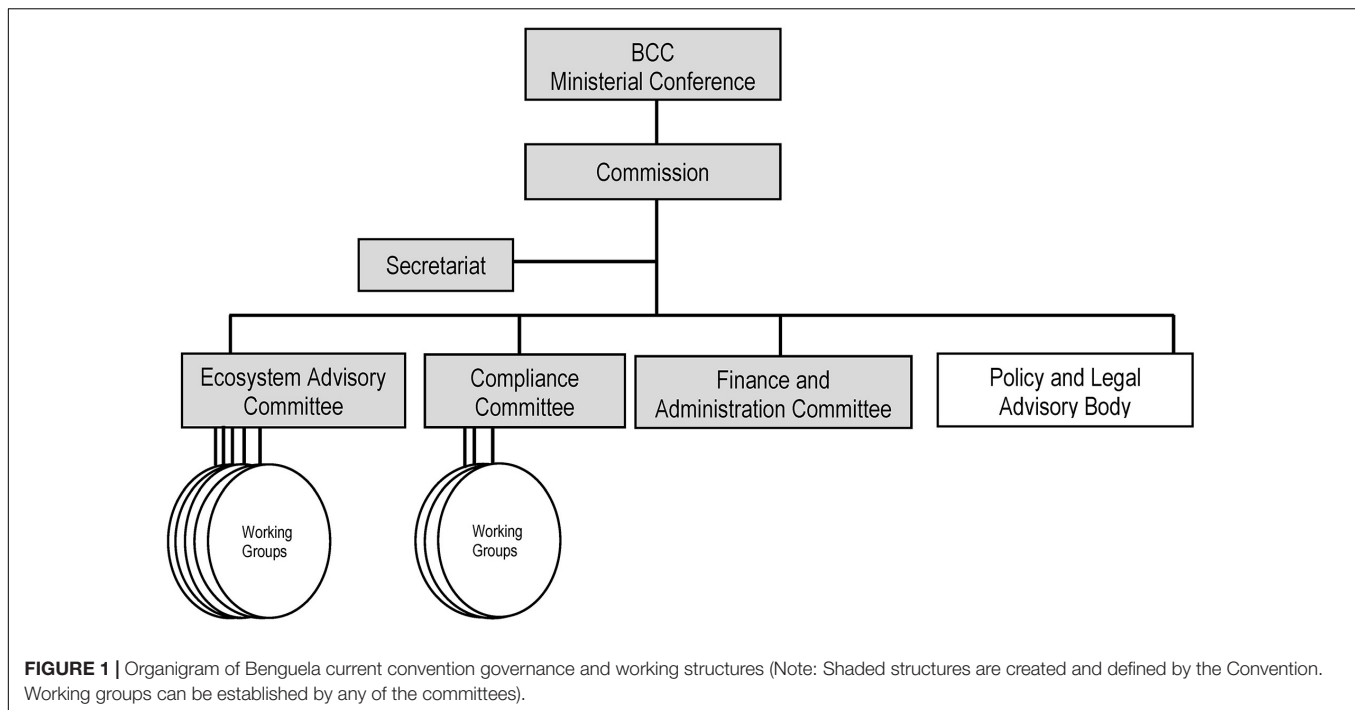 BCC
Ministerial Conference
Commission
Secretariat
Ecosystem Advisory
Committee
Compliance
Committee
Finance and
Administration Committee
Policy and Legal
Advisory Body
Working
Groups
Working
Groups
FIGURE 1 | Organigram of Benguela current convention governance and working structures (Note: Shaded structures are created and defined by the Convention.
Working groups can be established by any of the committees).